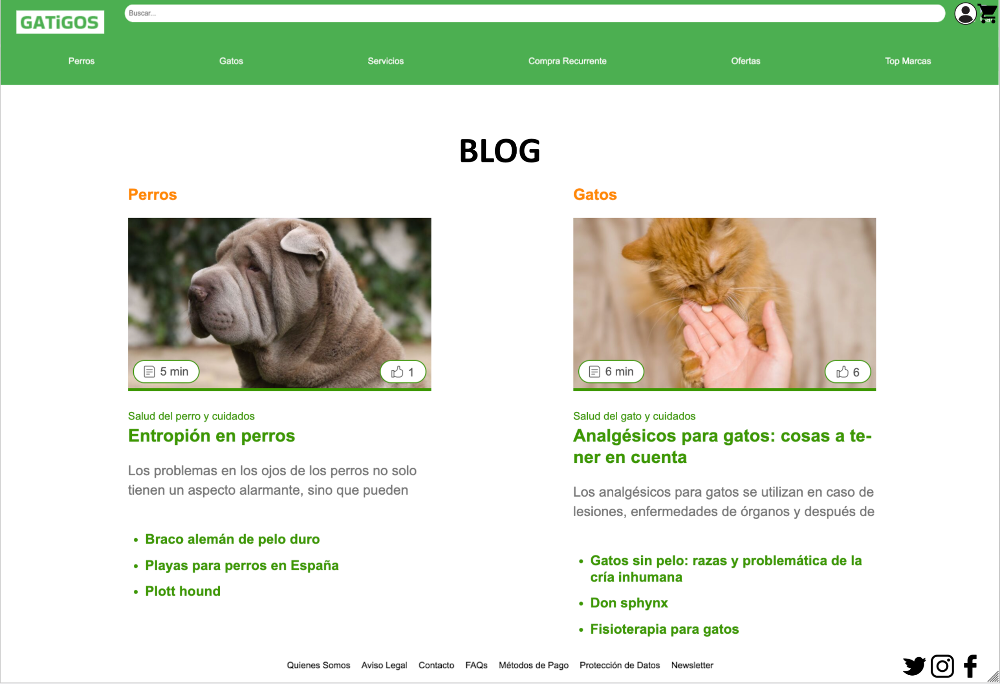 GATiGOS
Buscar...
Perros
Gatos
Servicios
Compra Recurrente
Ofertas
Top Marcas
BLOG
Perros
5 min
1
Salud del perro y cuidados
Entropión en perros
Los problemas en los ojos de los perros no solo
tienen un aspecto alarmante, sino que pueden
• Braco alemán de pelo duro
• Playas para perros en España
• Plott hound
Gatos
6 min
6
Salud del gato y cuidados
Analgésicos para gatos: cosas a te-
ner en cuenta
Los analgésicos para gatos se utilizan en caso de
lesiones, enfermedades de órganos y después de
• Gatos sin pelo: razas y problemática de la
cría inhumana
• Don sphynx
• Fisioterapia para gatos
Quienes Somos
Aviso Legal
Contacto
FAQs
Métodos de Pago
Protección de Datos
Newsletter